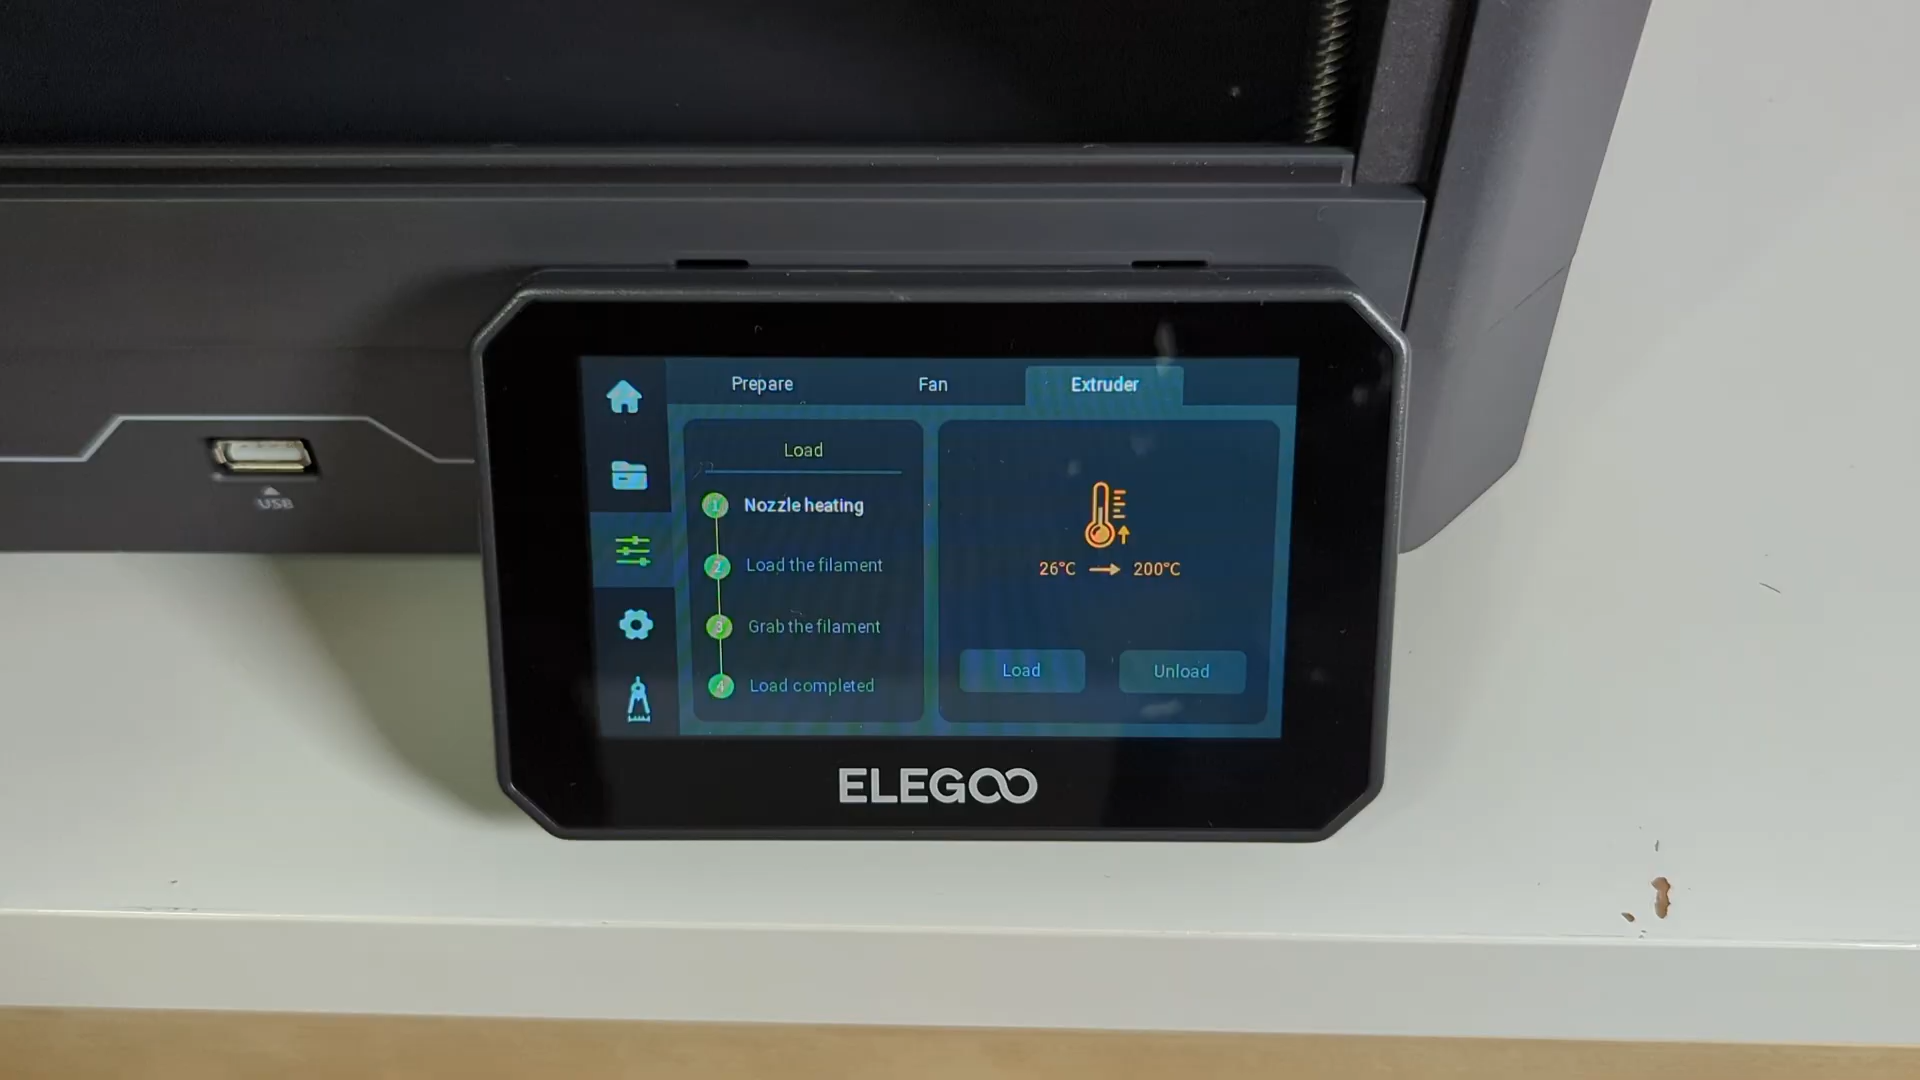 Prepare
Fan
Extruder
Load
1 Nozzle heating
2 Load the filament
3 Grab the filament
4 Load completed
26°C → 200°C
Load
Unload
USB
ELEGOO